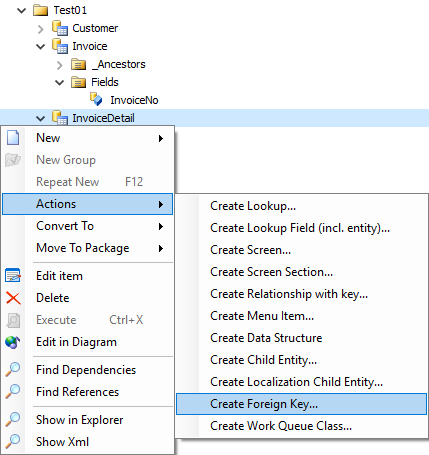 Test01
Customer
Invoice
_Ancestors
Fields
InvoiceNo
InvoiceDetail
New
New Group
Repeat New F12
Actions
Convert To
Move To Package
Edit item
Delete
Execute Ctrl+X
Edit in Diagram
Find Dependencies
Find References
Show in Explorer
Show Xml
Create Lookup...
Create Lookup Field (incl. entity)...
Create Screen...
Create Screen Section...
Create Relationship with key...
Create Menu Item...
Create Data Structure
Create Child Entity...
Create Localization Child Entity...
Create Foreign Key...
Create Work Queue Class...